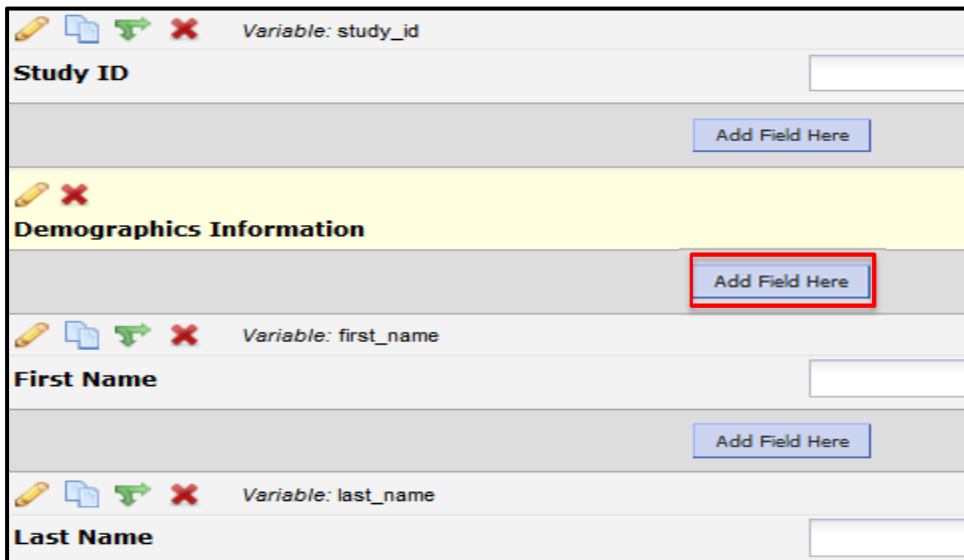 Variable: study_id
Study ID
Add Field Here
Demographics Information
Add Field Here
Variable: first_name
First Name
Add Field Here
Variable: last_name
Last Name